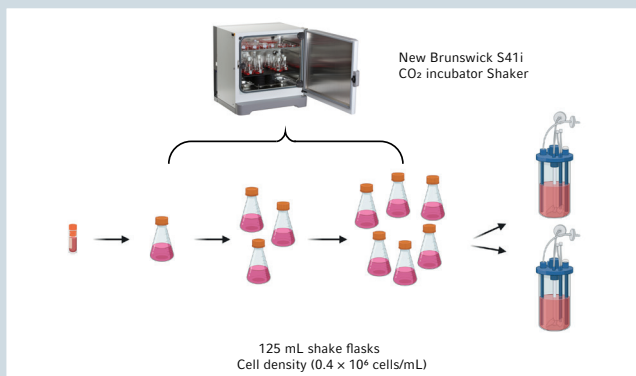 New Brunswick S41i
CO₂ incubator Shaker
125 mL shake flasks
Cell density (0.4 × 10⁶ cells/mL)